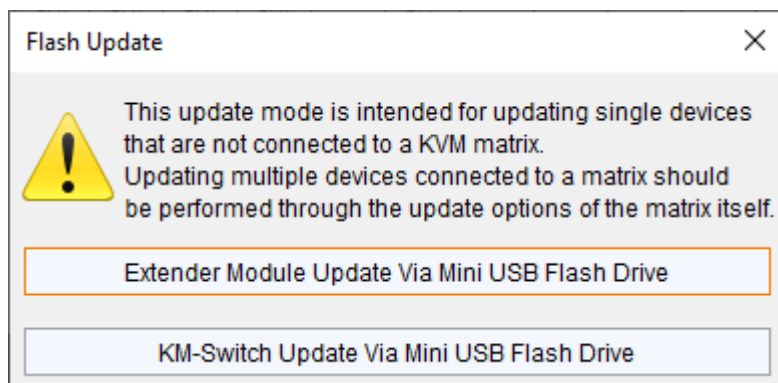 Flash Update
This update mode is intended for updating single devices
that are not connected to a KVM matrix.
Updating multiple devices connected to a matrix should
be performed through the update options of the matrix itself.
Extender Module Update Via Mini USB Flash Drive
KM-Switch Update Via Mini USB Flash Drive